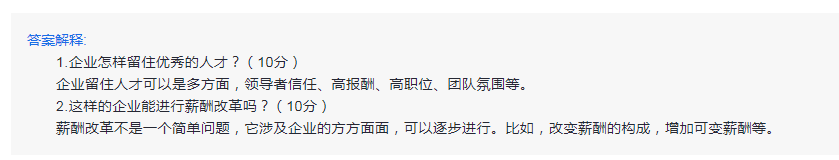 答案解释:
1.企业怎样留住优秀的人才？（10分）
企业留住人才可以是多方面，领导者信任、高报酬、高职位、团队氛围等。
2.这样的企业能进行薪酬改革吗？（10分）
薪酬改革不是一个简单问题，它涉及企业的方方面面，可以逐步进行。比如，改变薪酬的构成，增加可变薪酬等。